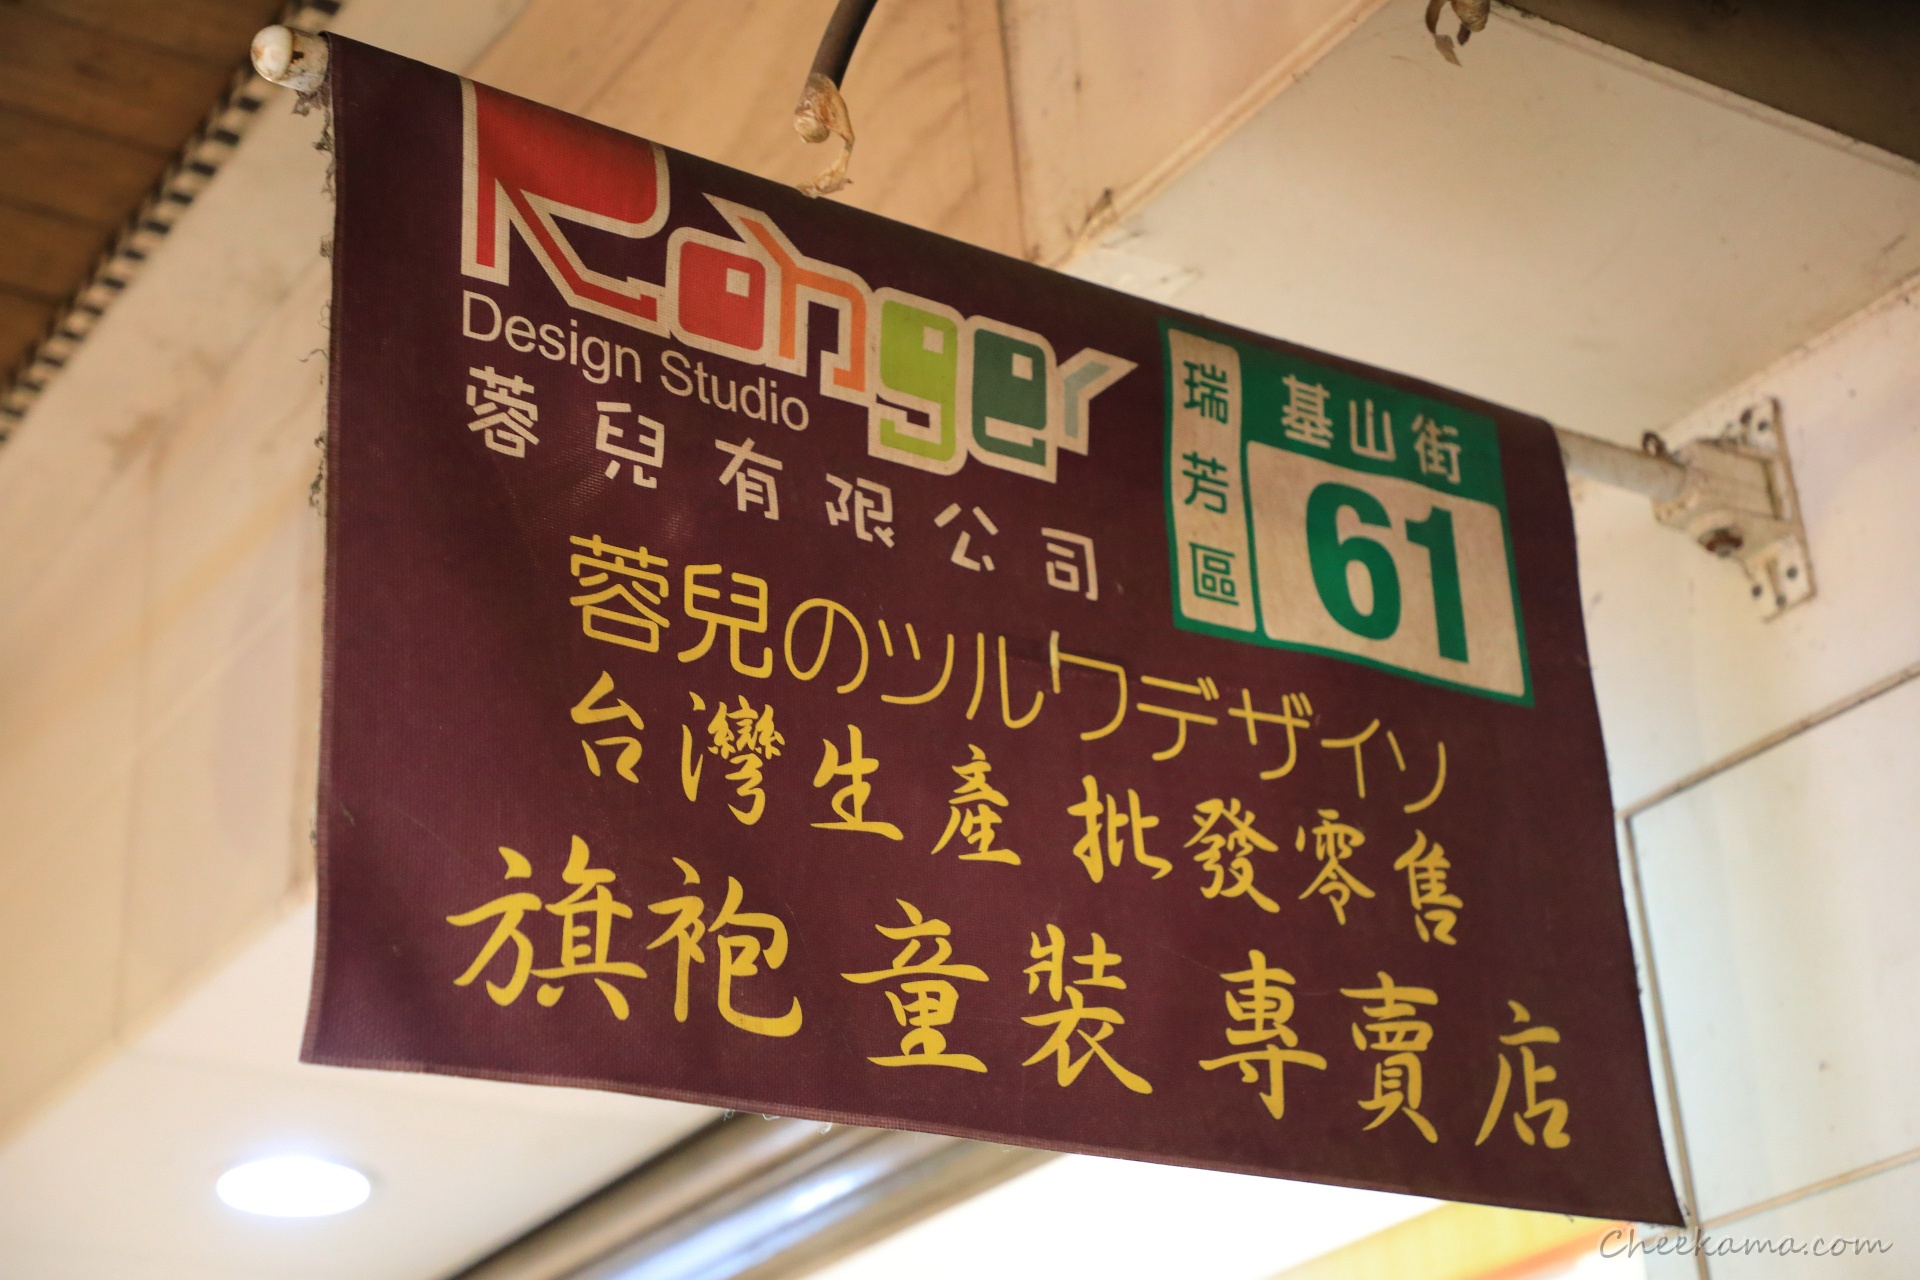 Ronger
Design Studio
蓉兒有限公司
瑞芳區
基山街
61
蓉兒のツルワデザイソ
台灣生產批發零售
旗袍童裝專賣店
Cheekama.com